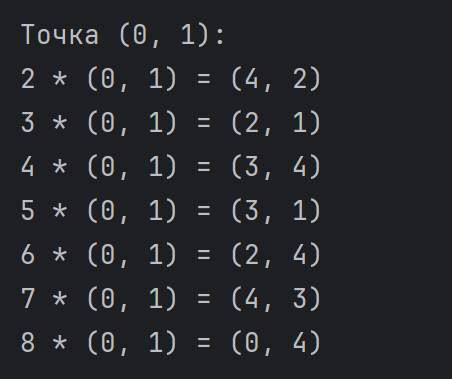 Точка (0, 1):
2 * (0, 1) = (4, 2)
3 * (0, 1) = (2, 1)
4 * (0, 1) = (3, 4)
5 * (0, 1) = (3, 1)
6 * (0, 1) = (2, 4)
7 * (0, 1) = (4, 3)
8 * (0, 1) = (0, 4)